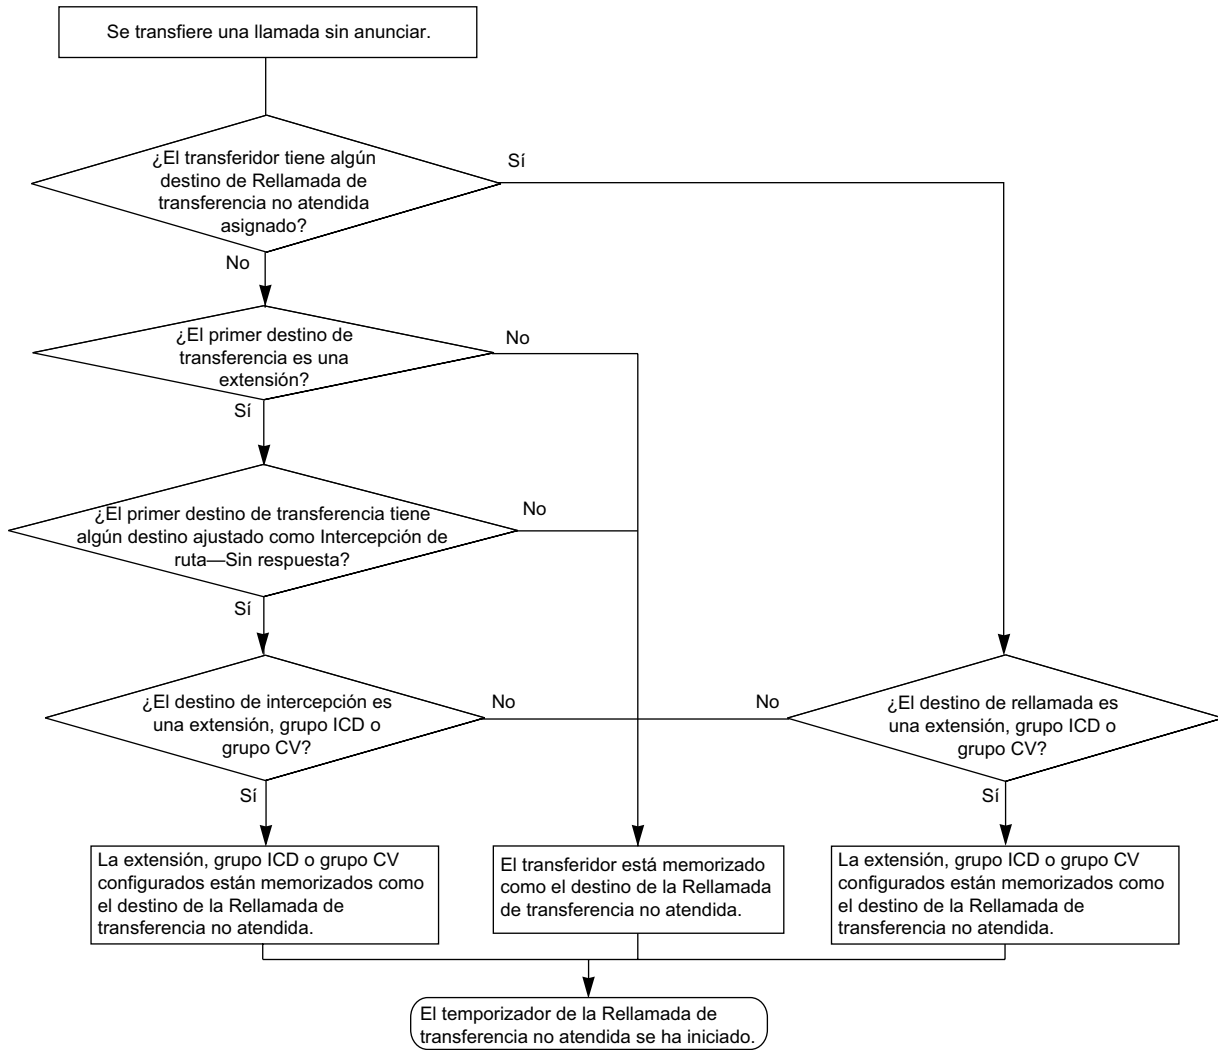 Se transfiere una llamada sin anunciar.
¿El transferidor tiene algún
destino de Rellamada de
transferencia no atendida
asignado?
Sí
No
¿El primer destino de
transferencia es una
extensión?
No
Sí
¿El primer destino de transferencia tiene
algún destino ajustado como Intercepción de
ruta—Sin respuesta?
No
Sí
¿El destino de intercepción es
una extensión, grupo ICD o
grupo CV?
No
Sí
No
¿El destino de rellamada es
una extensión, grupo ICD o
grupo CV?
Sí
La extensión, grupo ICD o grupo CV
configurados están memorizados como
el destino de la Rellamada de
transferencia no atendida.
El transferidor está memorizado
como el destino de la Rellamada
de transferencia no atendida.
La extensión, grupo ICD o grupo CV
configurados están memorizados como
el destino de la Rellamada de
transferencia no atendida.
El temporizador de la Rellamada de
transferencia no atendida se ha iniciado.